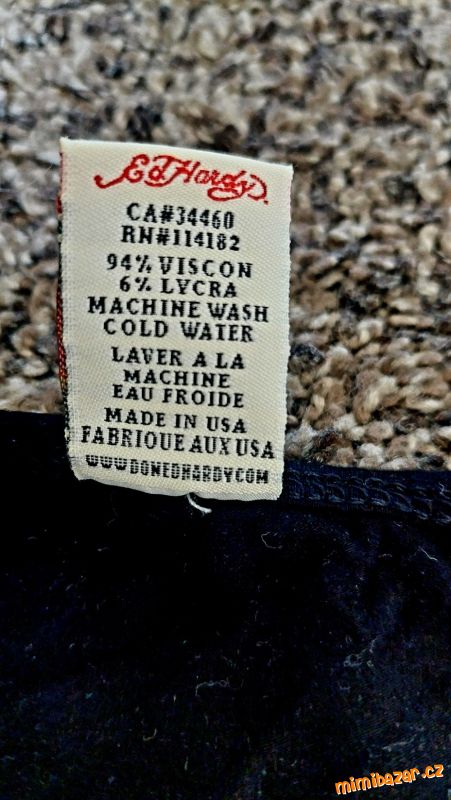 Ed Hardy
CA#34460
RN#114182
94% VISCON
6% LYCRA
MACHINE WASH
COLD WATER
LAVER A LA
MACHINE
EAU FROIDE
MADE IN USA
FABRIQUE AUX USA
WWW.DONEDHARDY.COM
mimibazar.cz